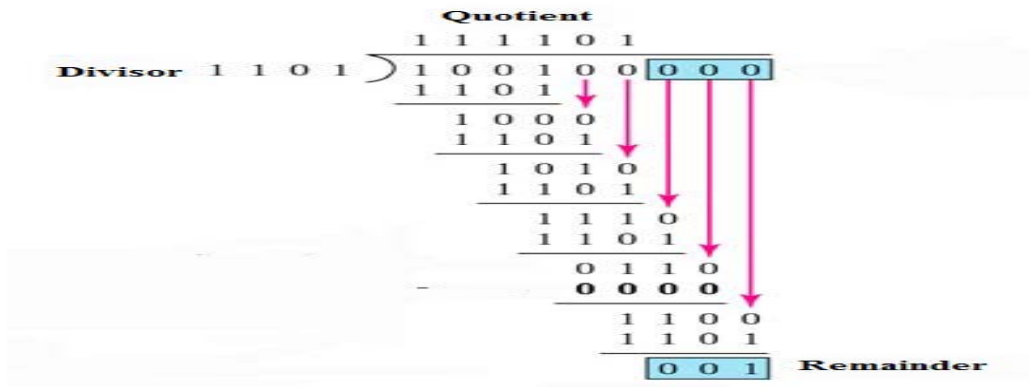 Quotient
1 1 1 1 0 1
Divisor 1 1 0 1 ) 1 0 0 1 0 0 0 0 0
1 1 0 1
1 0 0 0
1 1 0 1
1 0 1 0
1 1 0 1
1 1 1 0
1 1 0 1
0 1 1 0
0 0 0 0
1 1 0 0
1 1 0 1
0 0 1 Remainder